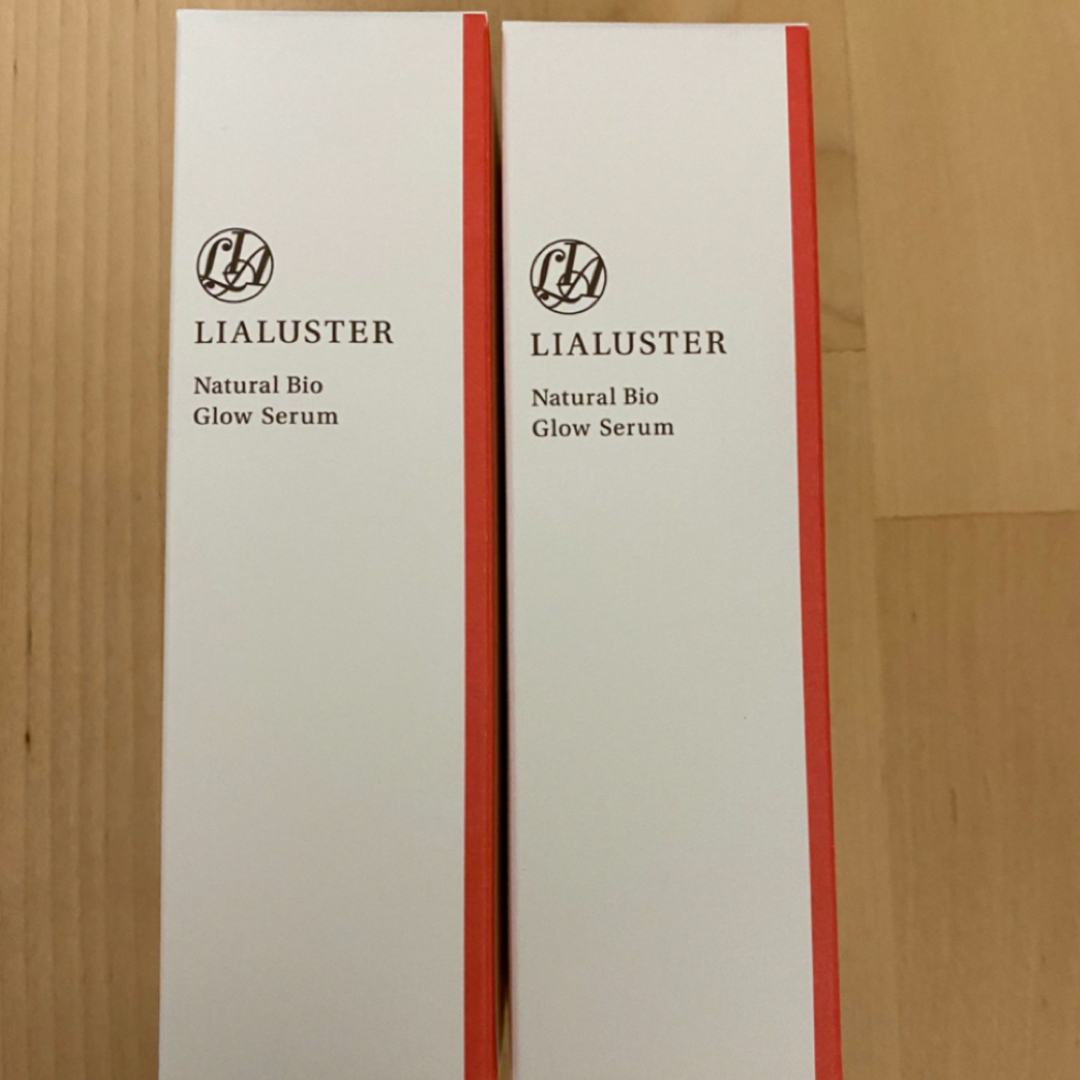 LIA
LIALUSTER
Natural Bio
Glow Serum
LIA
LIALUSTER
Natural Bio
Glow Serum